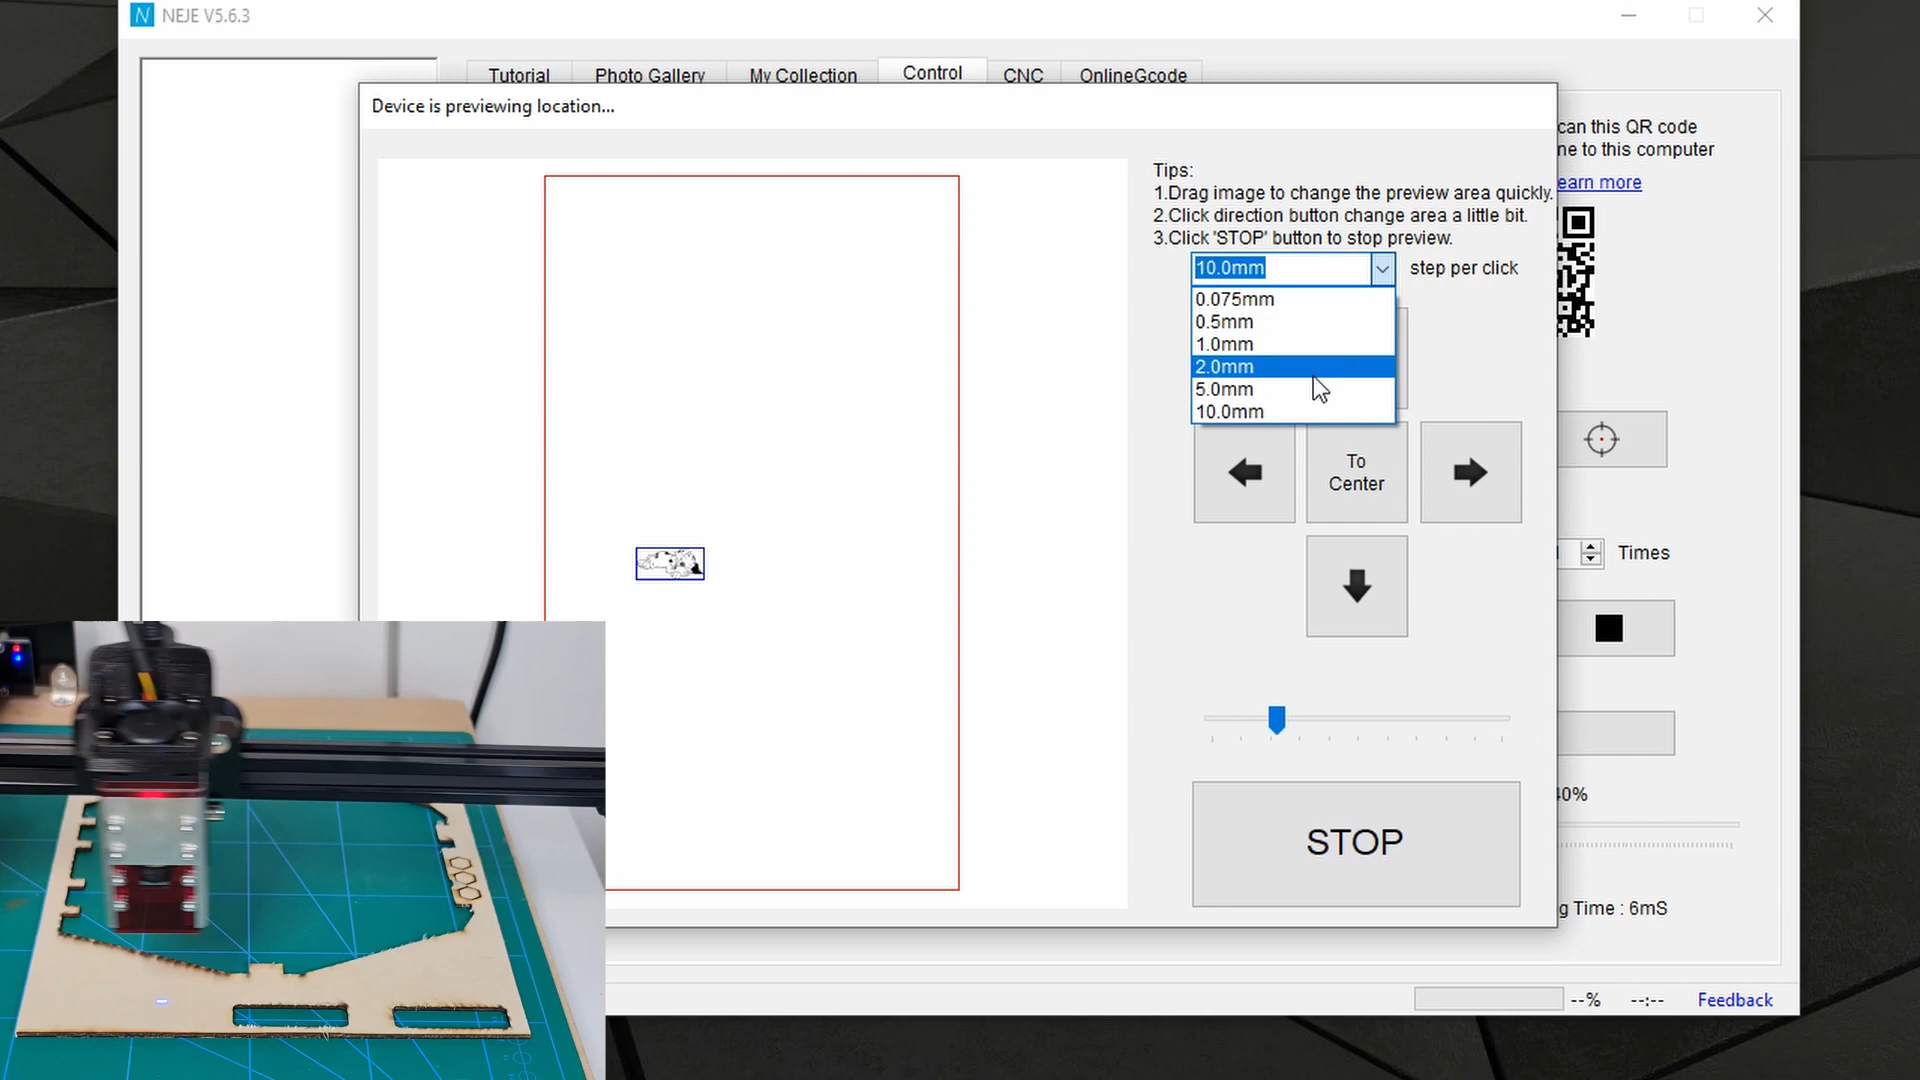 NEJE V5.6.3
Tutorial
Photo Gallery
My Collection
Control
CNC
OnlineGcode
Device is previewing location...
can this QR code
ne to this computer
earn more
Tips:
1.Drag image to change the preview area quickly.
2.Click direction button change area a little bit.
3.Click 'STOP' button to stop preview.
10.0mm
step per click
0.075mm
0.5mm
1.0mm
2.0mm
5.0mm
10.0mm
To
Center
Times
STOP
40%
g Time : 6mS
--%
--:--
Feedback